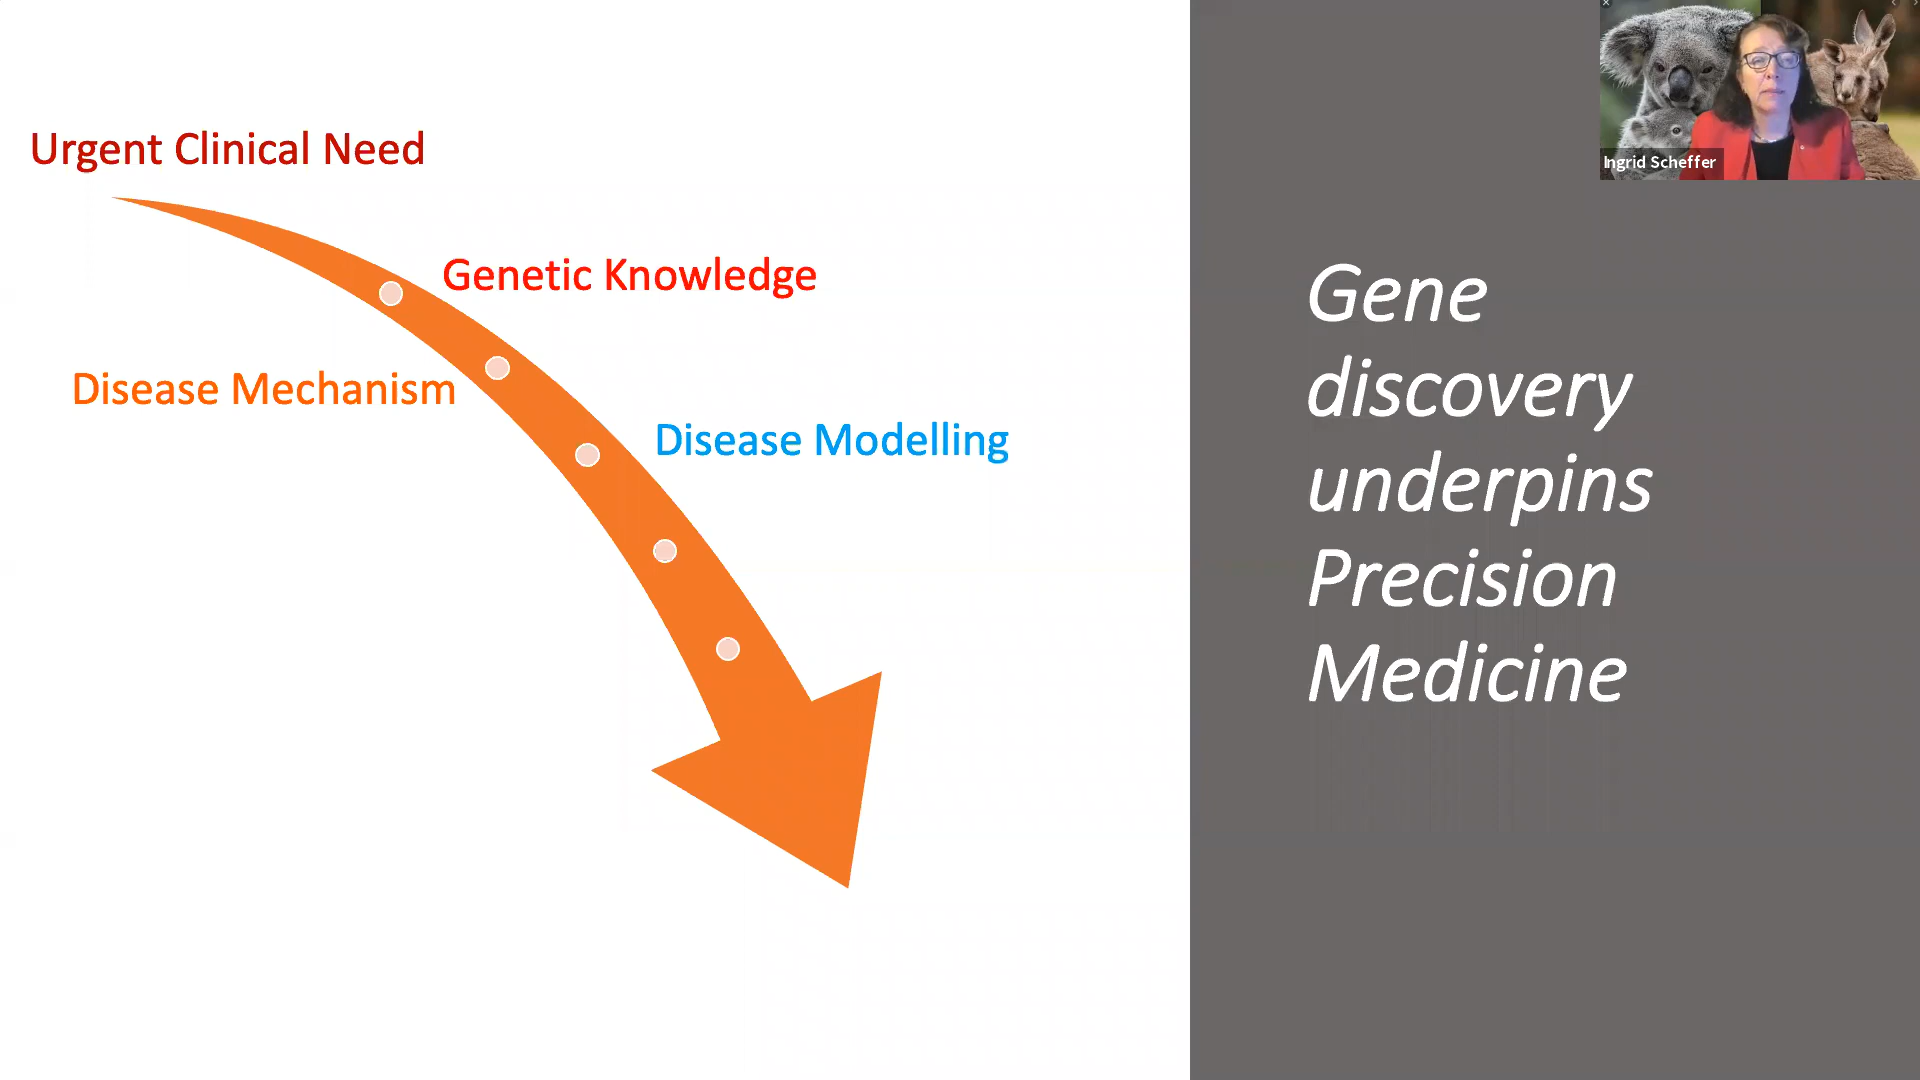 Urgent Clinical Need
Genetic Knowledge
Disease Mechanism
Disease Modelling
Gene
discovery
underpins
Precision
Medicine
Ingrid Scheffer